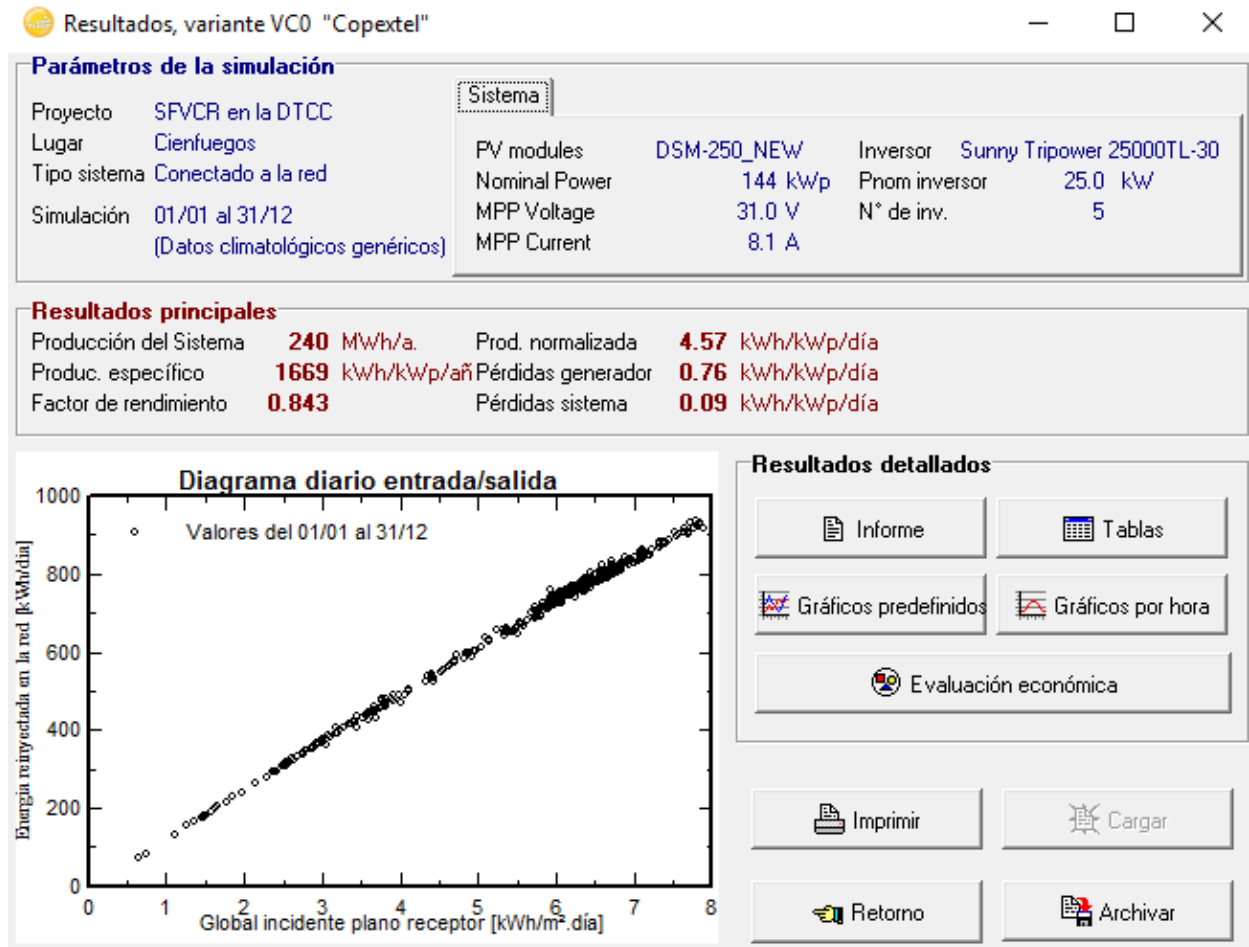 Resultados, variante VC0 "Copextel"
Parámetros de la simulación
Proyecto SFVCR en la DTCC
Lugar Cienfuegos
Tipo sistema Conectado a la red
Simulación 01/01 al 31/12
(Datos climatológicos genéricos)
Sistema
PV modules DSM-250_NEW Inversor Sunny Tripower 25000TL-30
Nominal Power 144 kWp Pnom inversor 25.0 kW
MPP Voltage 31.0 V N° de inv. 5
MPP Current 8.1 A
Resultados principales
Producción del Sistema 240 MWh/a. Prod. normalizada 4.57 kWh/kWp/día
Produc. específico 1669 kWh/kWp/añ Pérdidas generador 0.76 kWh/kWp/día
Factor de rendimiento 0.843 Pérdidas sistema 0.09 kWh/kWp/día
Diagrama diario entrada/salida
Valores del 01/01 al 31/12
Energía reinyectada en la red [kWh/día]
1000
800
600
400
200
0
0 1 2 3 4 5 6 7 8
Global incidente plano receptor [kWh/m².día]
Resultados detallados
Informe Tablas
Gráficos predefinidos Gráficos por hora
Evaluación económica
Imprimir Cargar
Retorno Archivar